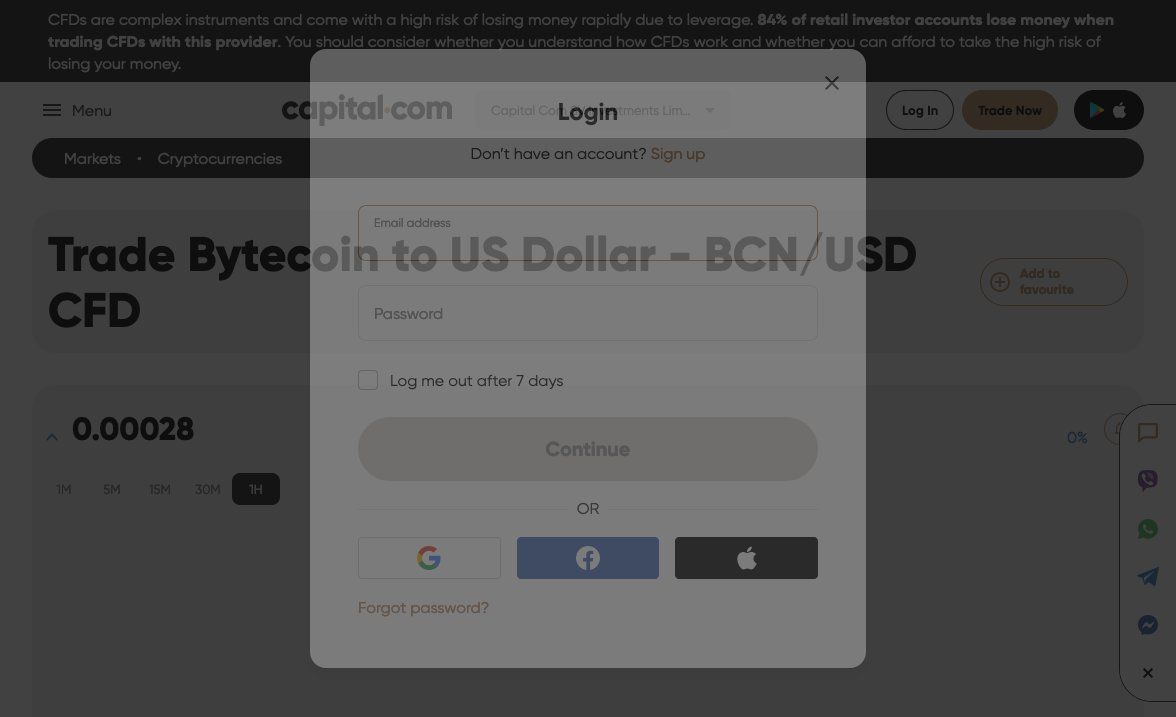 CFDs are complex instruments and come with a high risk of losing money rapidly due to leverage. 84% of retail investor accounts lose money when
trading CFDs with this provider. You should consider whether you understand how CFDs work and whether you can afford to take the high risk of
losing your money.
Menu
capital.com
Capital Com Investments Lim...
Log In
Trade Now
Login
Markets
Cryptocurrencies
Don't have an account? Sign up
Email address
Trade Bytecoin to US Dollar - BCN/USD
CFD
Add to
favourite
Password
Log me out after 7 days
0.00028
0%
Continue
1M 5M 15M 30M 1H
OR
Forgot password?